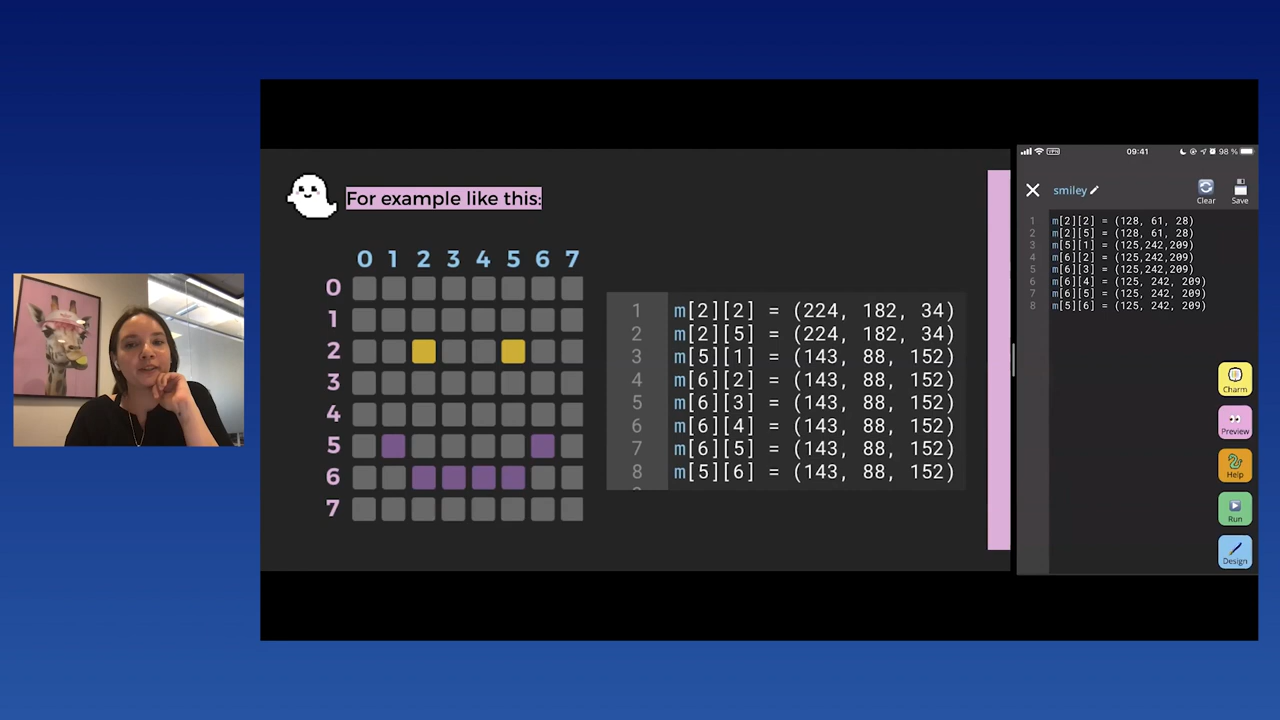 For example like this:
0 1 2 3 4 5 6 7
0
1
2
3
4
5
6
7
1 m[2][2] = (224, 182, 34)
2 m[2][5] = (224, 182, 34)
3 m[5][1] = (143, 88, 152)
4 m[6][2] = (143, 88, 152)
5 m[6][3] = (143, 88, 152)
6 m[6][4] = (143, 88, 152)
7 m[6][5] = (143, 88, 152)
8 m[5][6] = (143, 88, 152)
VPN 09:41 98 %
smiley
Clear Save
1 m[2][2] = (128, 61, 28)
2 m[2][5] = (128, 61, 28)
3 m[5][1] = (125,242,209)
4 m[6][2] = (125,242,209)
5 m[6][3] = (125,242,209)
6 m[6][4] = (125, 242, 209)
7 m[6][5] = (125, 242, 209)
8 m[5][6] = (125, 242, 209)
Charm
Preview
Help
Run
Design